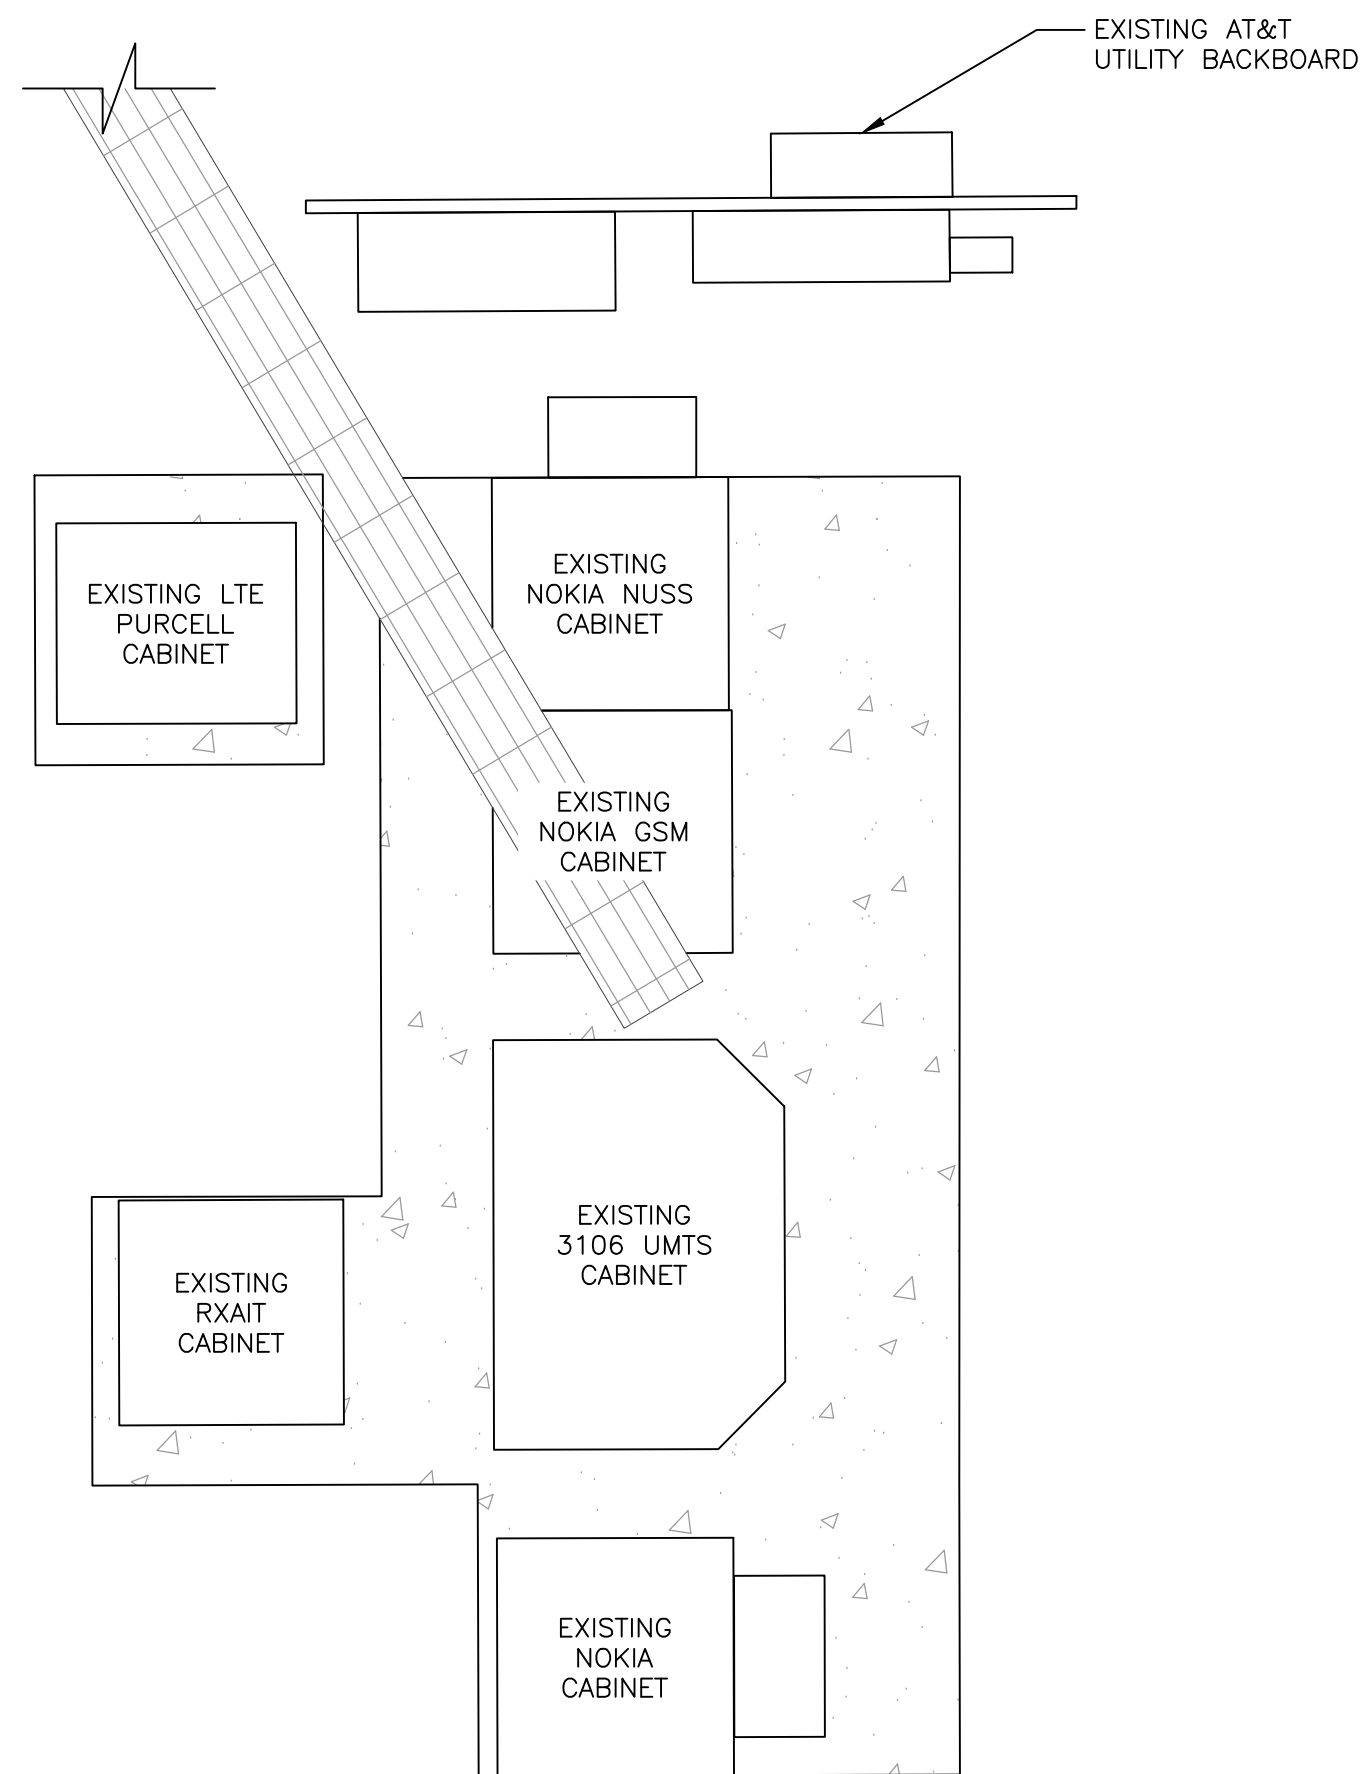 EXISTING AT&T
UTILITY BACKBOARD
EXISTING
NOKIA NUSS
CABINET
EXISTING LTE
PURCELL
CABINET
EXISTING
NOKIA GSM
CABINET
EXISTING
3106 UMTS
CABINET
EXISTING
RXAIT
CABINET
EXISTING
NOKIA
CABINET